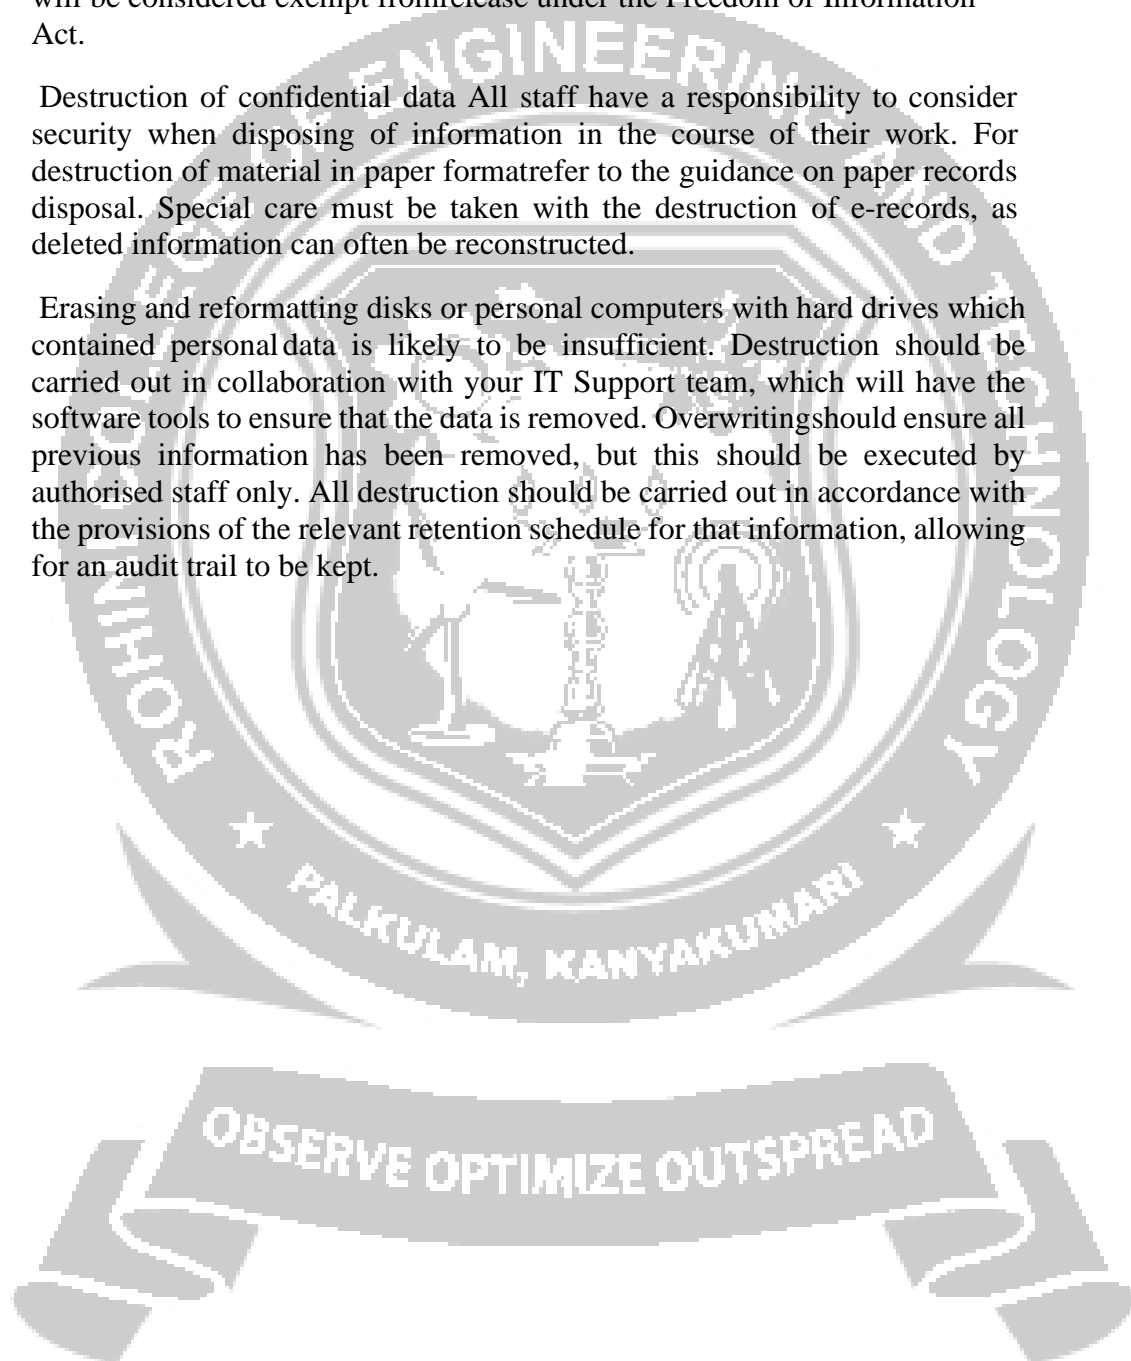 will be considered exempt fromrelease under the Freedom of Information
Act.
Destruction of confidential data All staff have a responsibility to consider
security when disposing of information in the course of their work. For
destruction of material in paper formatrefer to the guidance on paper records
disposal. Special care must be taken with the destruction of e-records, as
deleted information can often be reconstructed.
Erasing and reformatting disks or personal computers with hard drives which
contained personal data is likely to be insufficient. Destruction should be
carried out in collaboration with your IT Support team, which will have the
software tools to ensure that the data is removed. Overwritingshould ensure all
previous information has been removed, but this should be executed by
authorised staff only. All destruction should be carried out in accordance with
the provisions of the relevant retention schedule for that information, allowing
for an audit trail to be kept.
ROHINI COLLEGE OF ENGINEERING AND TECHNOLOGY
PALKULAM, KANYAKUMARI
OBSERVE OPTIMIZE OUTSPREAD